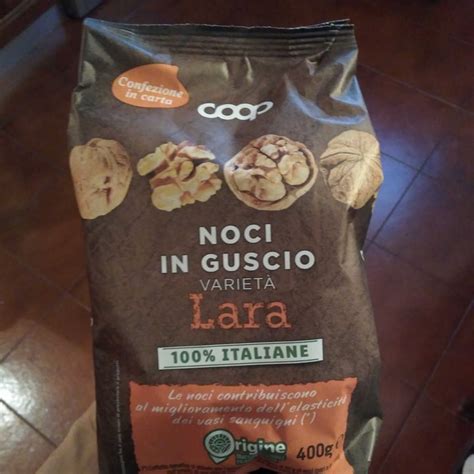 Confezione
in carta
coop
NOCI
IN GUSCIO
VARIETÀ
Lara
100% ITALIANE
Le noci contribuiscono
al miglioramento dell'elasticità
dei vasi sanguigni (*)
Origine
400g e